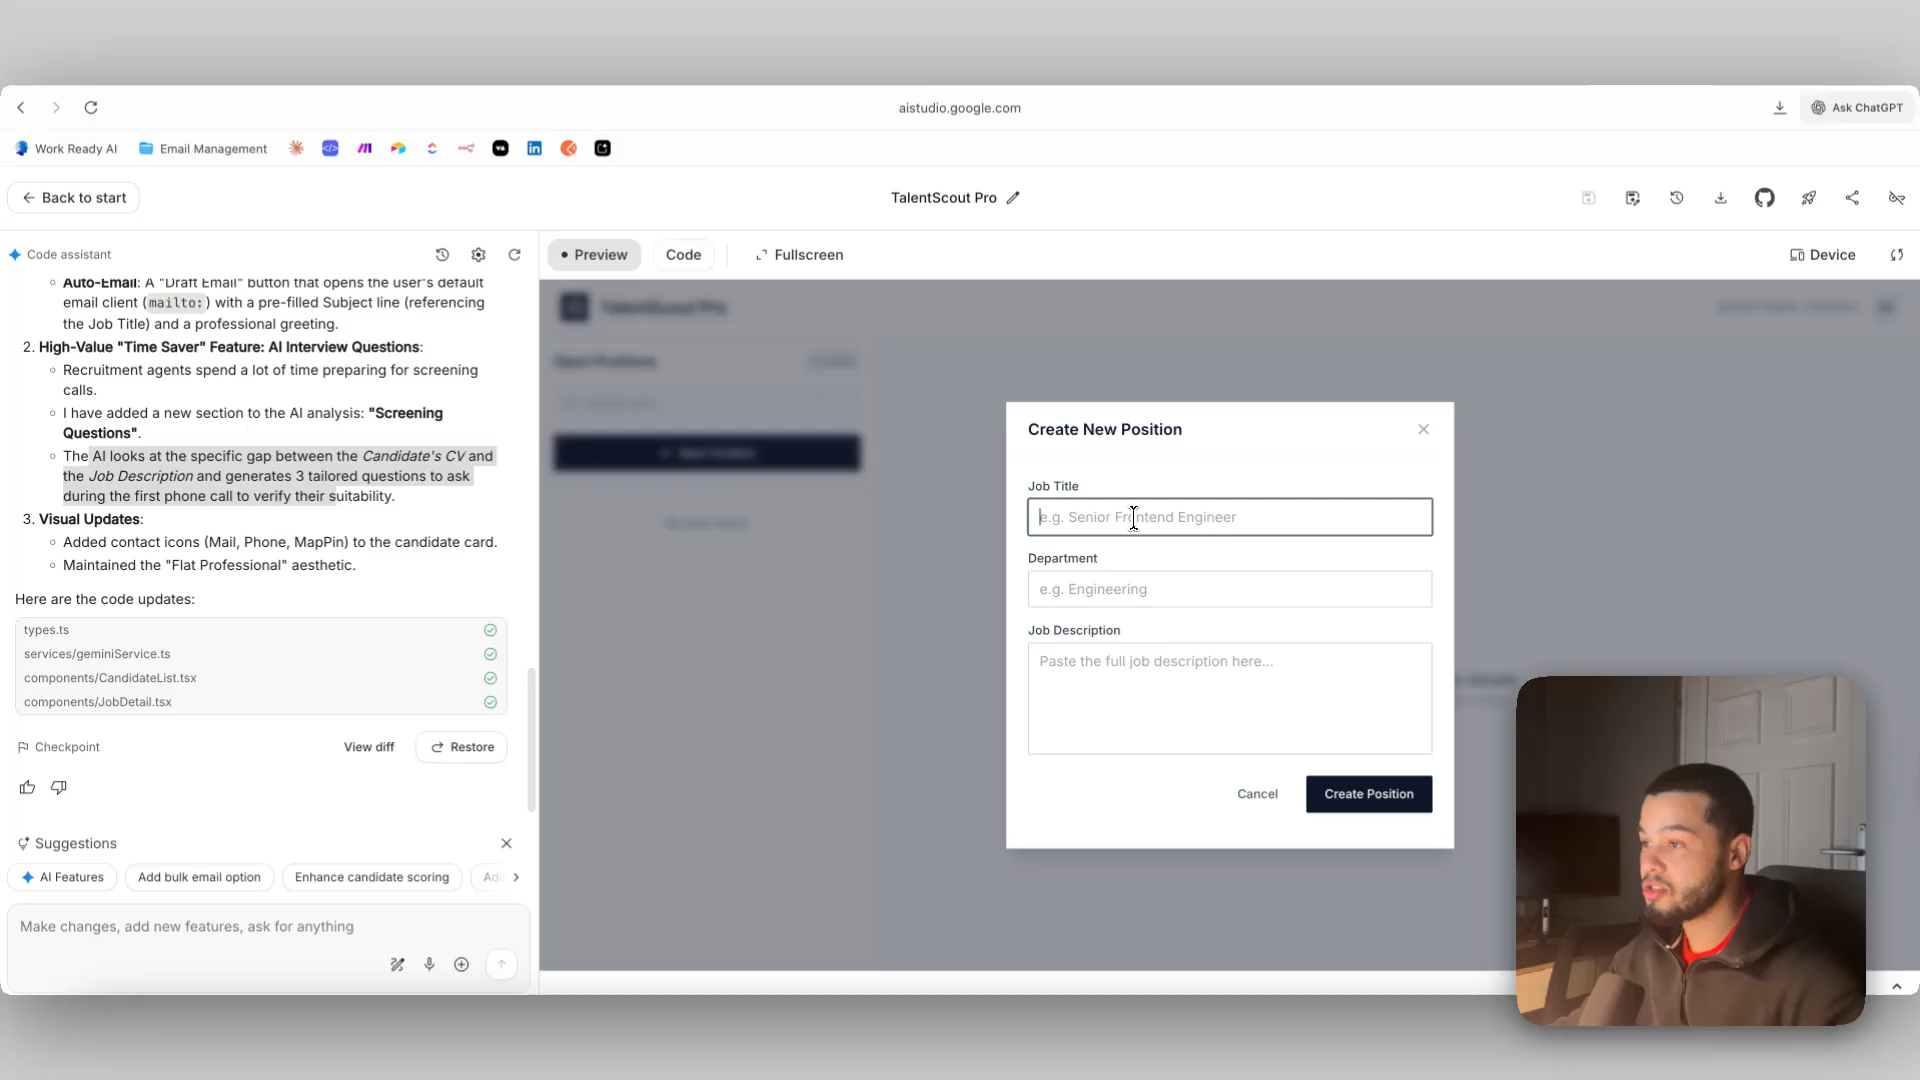 aistudio.google.com
Ask ChatGPT
Work Ready AI
Email Management
Back to start
TalentScout Pro
Code assistant
Preview
Code
Fullscreen
Device
Auto-Email: A "Draft Email" button that opens the user's default
email client (mailto:) with a pre-filled Subject line (referencing
the Job Title) and a professional greeting.
2. High-Value "Time Saver" Feature: AI Interview Questions:
Recruitment agents spend a lot of time preparing for screening
calls.
I have added a new section to the AI analysis: "Screening
Questions".
The AI looks at the specific gap between the Candidate's CV and
the Job Description and generates 3 tailored questions to ask
during the first phone call to verify their suitability.
3. Visual Updates:
Added contact icons (Mail, Phone, MapPin) to the candidate card.
Maintained the "Flat Professional" aesthetic.
Here are the code updates:
types.ts
services/geminiService.ts
components/CandidateList.tsx
components/JobDetail.tsx
Checkpoint
View diff
Restore
Suggestions
AI Features
Add bulk email option
Enhance candidate scoring
Make changes, add new features, ask for anything
TalentScout Pro
Create New Position
Job Title
e.g. Senior Frontend Engineer
Department
e.g. Engineering
Job Description
Paste the full job description here...
Cancel
Create Position